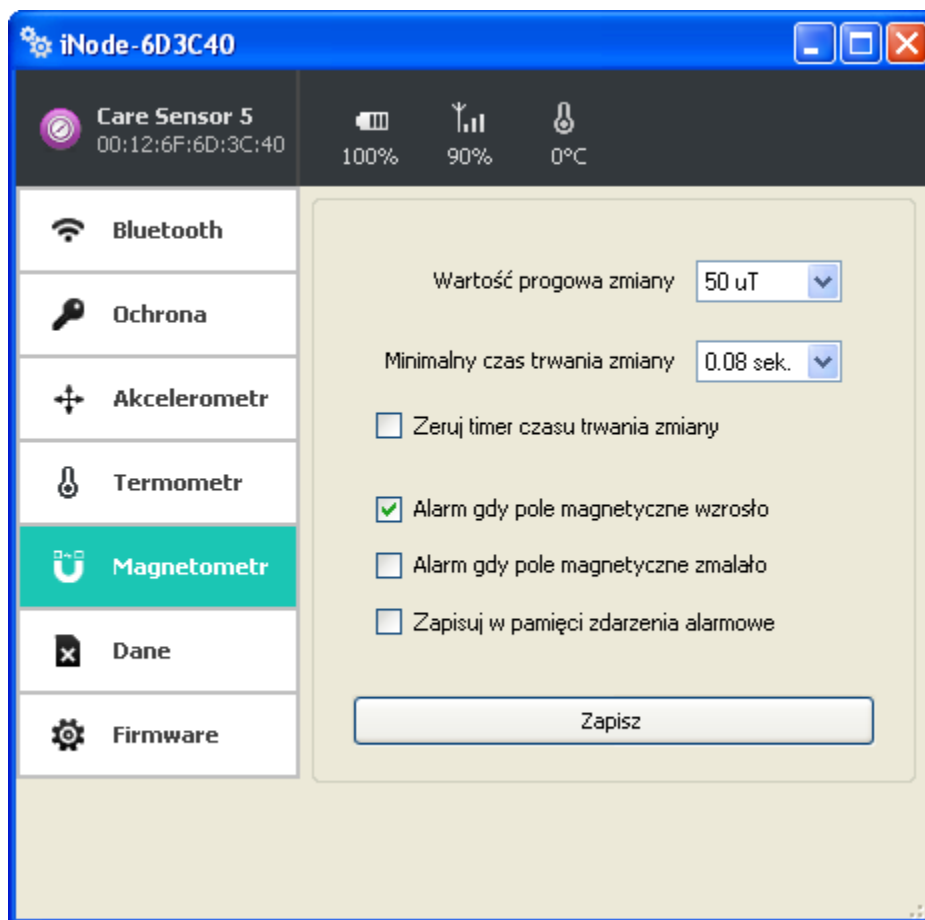 iNode-6D3C40
Care Sensor 5
00:12:6F:6D:3C:40
100%
90%
0°C
Bluetooth
Ochrona
Akcelerometr
Termometr
Magnetometr
Dane
Firmware
Wartość progowa zmiany 50 uT
Minimalny czas trwania zmiany 0.08 sek.
Zeruj timer czasu trwania zmiany
Alarm gdy pole magnetyczne wzrosło
Alarm gdy pole magnetyczne zmalało
Zapisuj w pamięci zdarzenia alarmowe
Zapisz